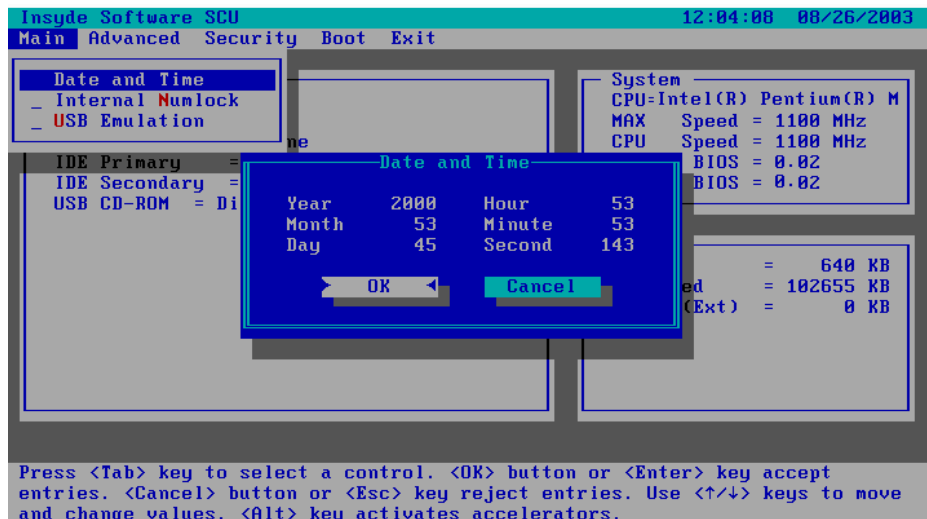 Insyde Software SCU 12:04:08 08/26/2003
Main Advanced Security Boot Exit
Date and Time
_ Internal Numlock
_ USB Emulation
ne
IDE Primary =
IDE Secondary =
USB CD-ROM = Di
System
CPU=Intel(R) Pentium(R) M
MAX Speed = 1100 MHz
CPU Speed = 1100 MHz
BIOS = 0.02
BIOS = 0.02
Date and Time
Year 2000 Hour 53
Month 53 Minute 53
Day 45 Second 143
OK Cancel
= 640 KB
ed = 102655 KB
(Ext) = 0 KB
Press <Tab> key to select a control. <OK> button or <Enter> key accept
entries. <Cancel> button or <Esc> key reject entries. Use <↑/↓> keys to move
and change values. <Alt> key activates accelerators.